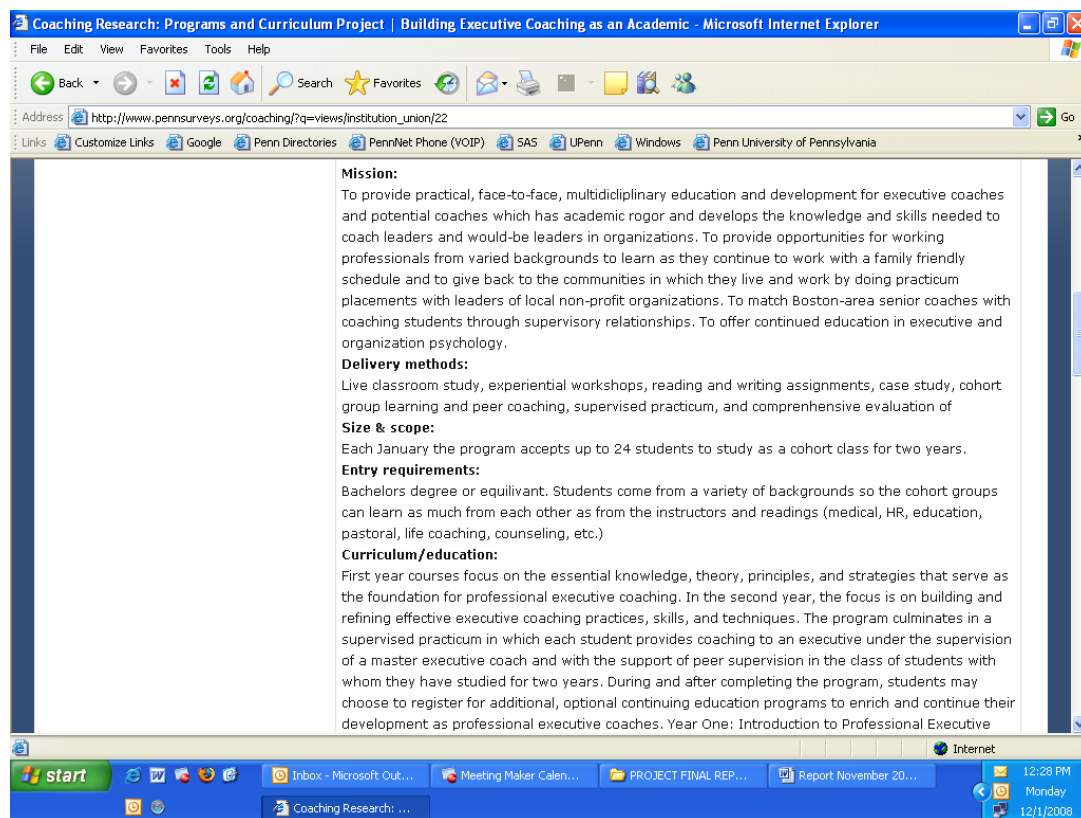 Coaching Research: Programs and Curriculum Project | Building Executive Coaching as an Academic - Microsoft Internet Explorer
File Edit View Favorites Tools Help
Back Search Favorites
Address http://www.pennsurveys.org/coaching/?q=views/institution_union/22 Go
Links Customize Links Google Penn Directories PennNet Phone (VOIP) SAS UPenn Windows Penn University of Pennsylvania
Mission:
To provide practical, face-to-face, multidicliplinary education and development for executive coaches
and potential coaches which has academic rogor and develops the knowledge and skills needed to
coach leaders and would-be leaders in organizations. To provide opportunities for working
professionals from varied backgrounds to learn as they continue to work with a family friendly
schedule and to give back to the communities in which they live and work by doing practicum
placements with leaders of local non-profit organizations. To match Boston-area senior coaches with
coaching students through supervisory relationships. To offer continued education in executive and
organization psychology.
Delivery methods:
Live classroom study, experiential workshops, reading and writing assignments, case study, cohort
group learning and peer coaching, supervised practicum, and comprenhensive evaluation of
Size & scope:
Each January the program accepts up to 24 students to study as a cohort class for two years.
Entry requirements:
Bachelors degree or equilivant. Students come from a variety of backgrounds so the cohort groups
can learn as much from each other as from the instructors and readings (medical, HR, education,
pastoral, life coaching, counseling, etc.)
Curriculum/education:
First year courses focus on the essential knowledge, theory, principles, and strategies that serve as
the foundation for professional executive coaching. In the second year, the focus is on building and
refining effective executive coaching practices, skills, and techniques. The program culminates in a
supervised practicum in which each student provides coaching to an executive under the supervision
of a master executive coach and with the support of peer supervision in the class of students with
whom they have studied for two years. During and after completing the program, students may
choose to register for additional, optional continuing education programs to enrich and continue their
development as professional executive coaches. Year One: Introduction to Professional Executive
Internet
start Inbox - Microsoft Out... Meeting Maker Calen... PROJECT FINAL REP... Report November 20... 12:28 PM
Coaching Research: ... Monday
12/1/2008